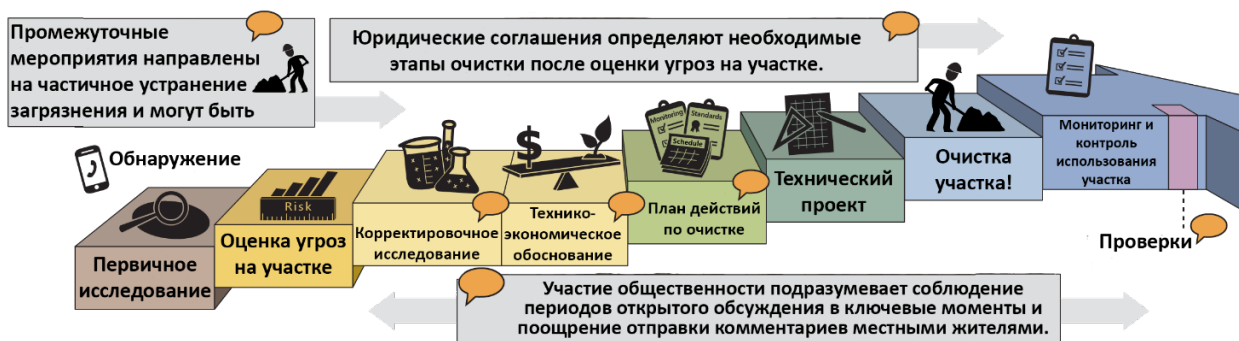 Промежуточные
мероприятия направлены
на частичное устранение
загрязнения и могут быть
Юридические соглашения определяют необходимые
этапы очистки после оценки угроз на участке.
Обнаружение
Первичное
исследование
Risk
Оценка угроз
на участке
Корректировочное
исследование
$
Технико-
экономическое
обоснование
Monitoring
Standards
Schedule
План действий
по очистке
Технический
проект
Очистка
участка!
Мониторинг и
контроль
использования
участка
Проверки
Участие общественности подразумевает соблюдение
периодов открытого обсуждения в ключевые моменты и
поощрение отправки комментариев местными жителями.